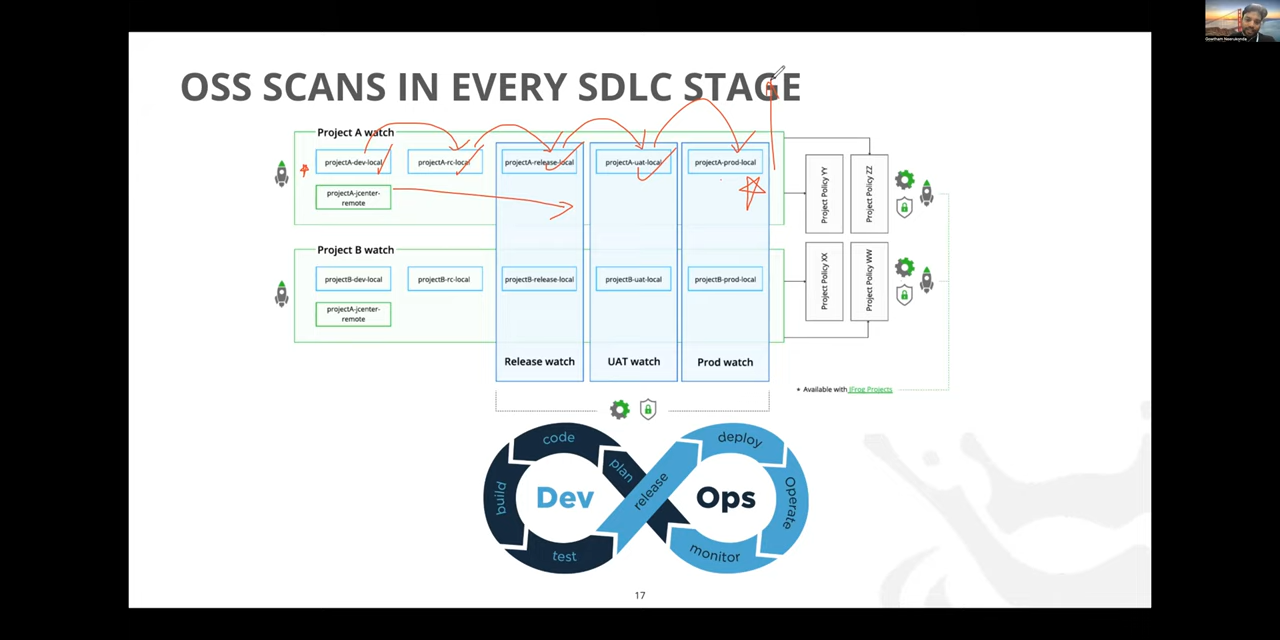 OSS SCANS IN EVERY SDLC STAGE
Project A watch
projectA-dev-local
projectA-rc-local
projectA-release-local
projectA-uat-local
projectA-prod-local
projectA-jcenter-
remote
Project Policy YY
Project Policy ZZ
Project B watch
projectB-dev-local
projectB-rc-local
projectB-release-local
projectB-uat-local
projectB-prod-local
projectA-jcenter-
remote
Project Policy XX
Project Policy WW
Release watch
UAT watch
Prod watch
• Available with JFrog Projects
code
plan
build
Dev
test
release
deploy
Ops
Operate
monitor
17